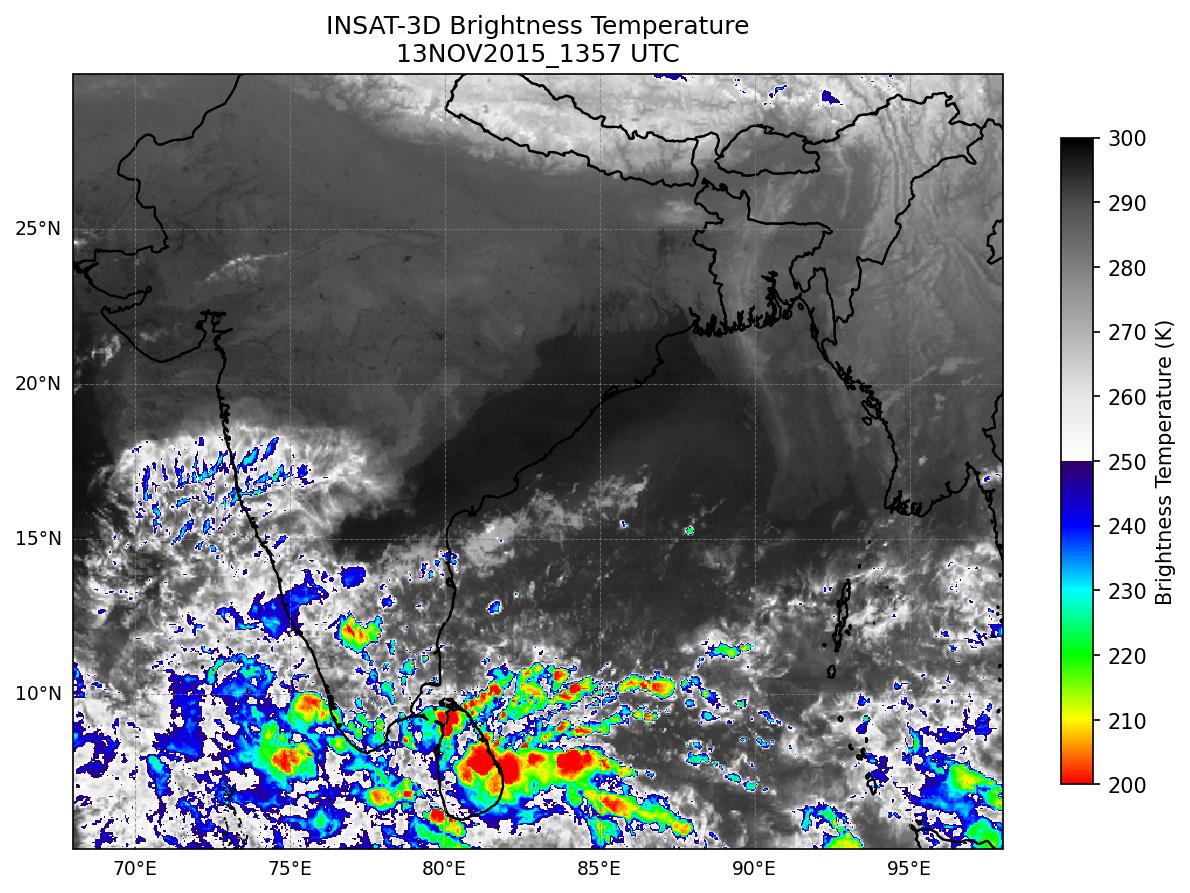 INSAT-3D Brightness Temperature
13NOV2015_1357 UTC
25°N
20°N
15°N
10°N
70°E
75°E
80°E
85°E
90°E
95°E
300
290
280
270
260
250
240
230
220
210
200
Brightness Temperature (K)